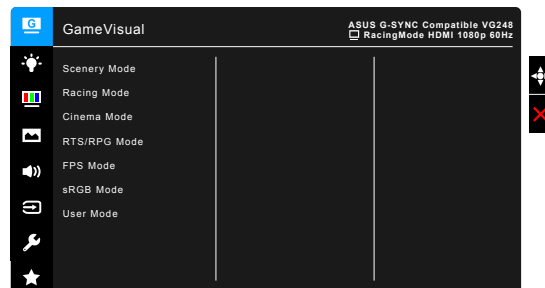 G
GameVisual
ASUS G-SYNC Compatible VG248
RacingMode HDMI 1080p 60Hz
Scenery Mode
Racing Mode
Cinema Mode
RTS/RPG Mode
FPS Mode
sRGB Mode
User Mode